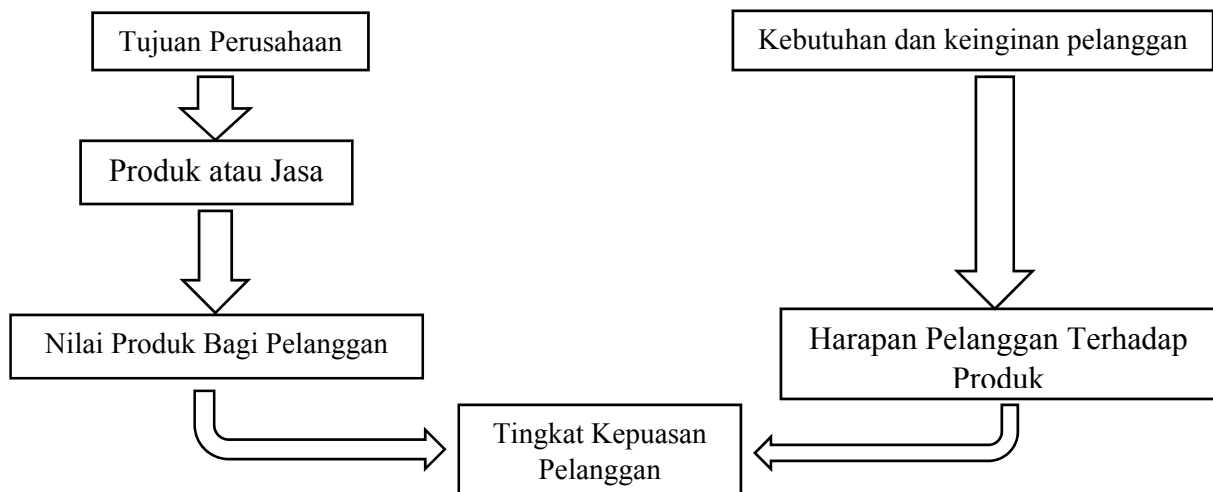 Tujuan Perusahaan
Kebutuhan dan keinginan pelanggan
Produk atau Jasa
Nilai Produk Bagi Pelanggan
Harapan Pelanggan Terhadap
Produk
Tingkat Kepuasan
Pelanggan